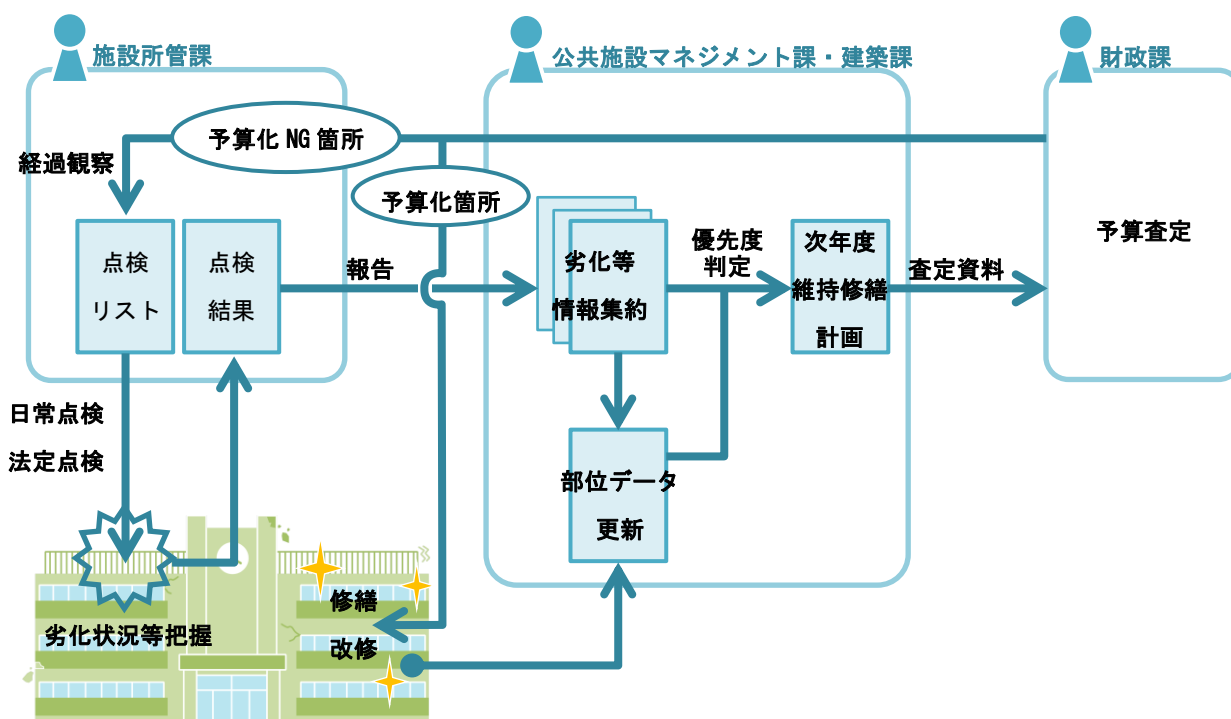 施設所管課
公共施設マネジメント課・建築課
財政課
予算化 NG 箇所
経過観察
予算化箇所
点検
リスト
点検
結果
報告
劣化等
情報集約
優先度
判定
次年度
維持修繕
計画
査定資料
予算査定
日常点検
法定点検
部位データ
更新
劣化状況等把握
修繕
改修